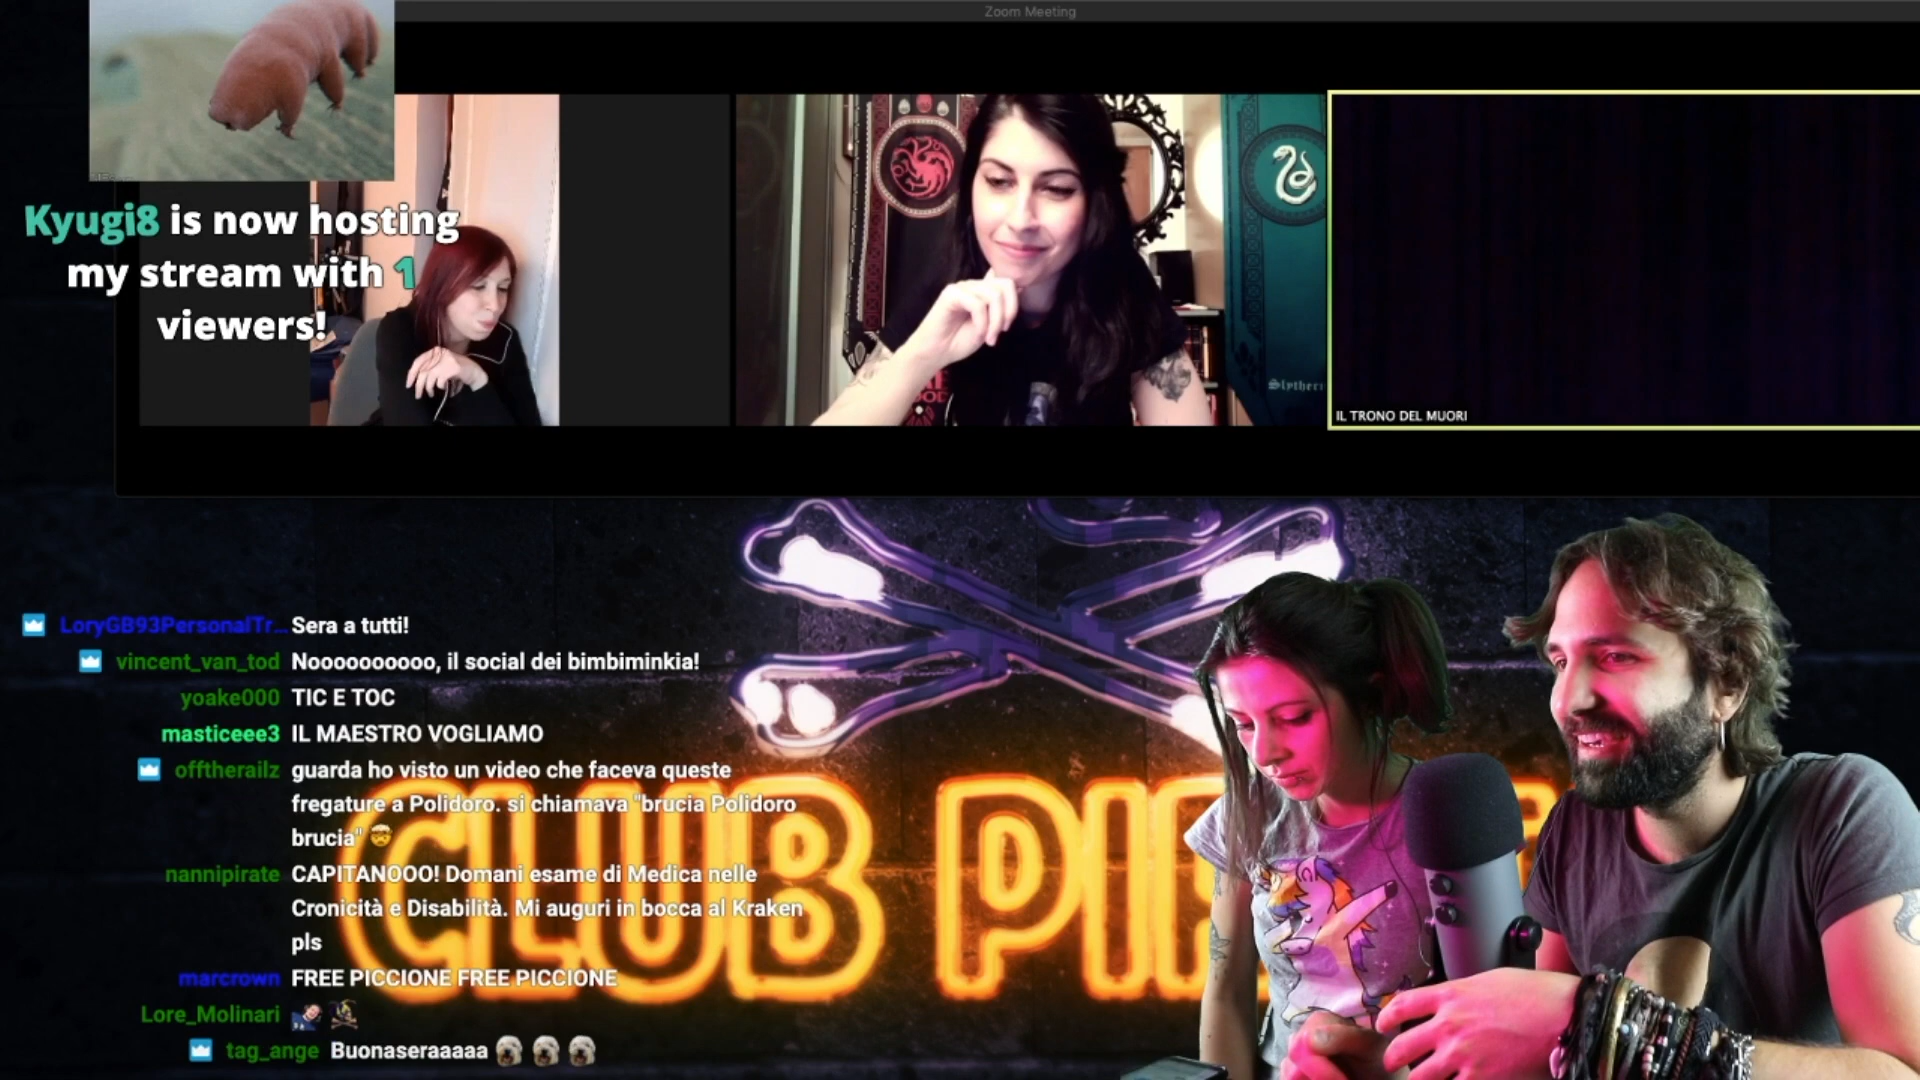 Zoom Meeting
Kyugi8 is now hosting
my stream with 1
viewers!
Slyther
IL TRONO DEL MUORI
LoryGB93PersonalTr... Sera a tutti!
vincent_van_tod Noooooooooo, il social dei bimbiminkia!
yoake000 TIC E TOC
masticeee3 IL MAESTRO VOGLIAMO
offtherailz guarda ho visto un video che faceva queste
fregature a Polidoro. si chiamava "brucia Polidoro
brucia" 🤯
nannipirate CAPITANOOO! Domani esame di Medica nelle
Cronicità e Disabilità. Mi auguri in bocca al Kraken
pls
marcrown FREE PICCIONE FREE PICCIONE
Lore_Molinari
tag_ange Buonaseraaaaa
CLUB PI